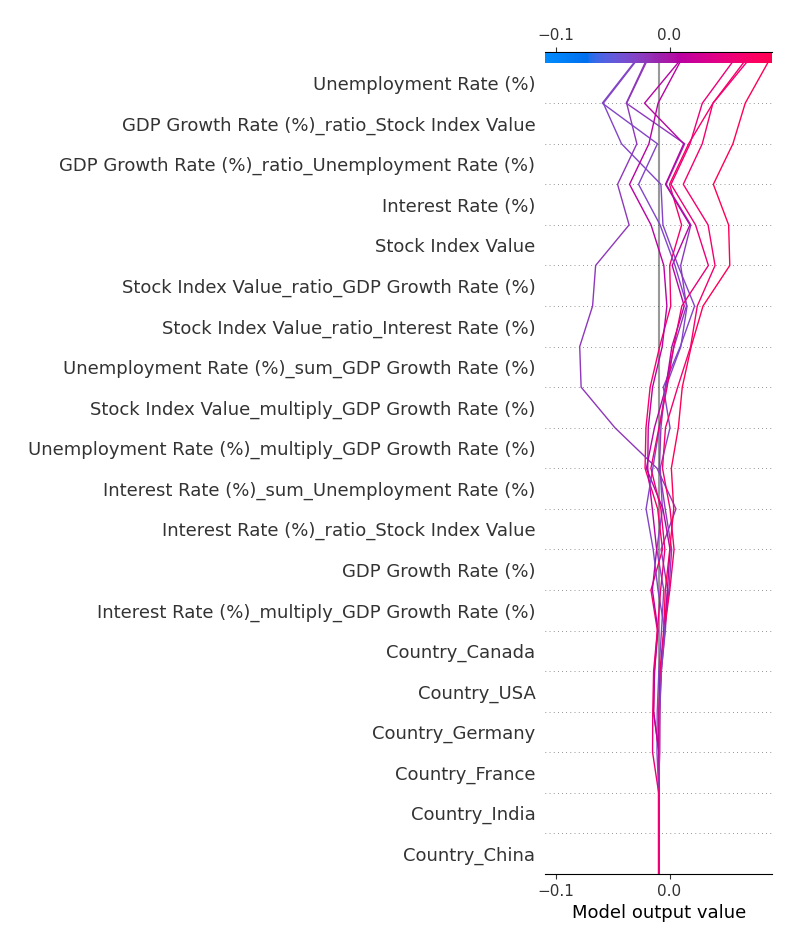 −0.1 0.0
Unemployment Rate (%)
GDP Growth Rate (%)_ratio_Stock Index Value
GDP Growth Rate (%)_ratio_Unemployment Rate (%)
Interest Rate (%)
Stock Index Value
Stock Index Value_ratio_GDP Growth Rate (%)
Stock Index Value_ratio_Interest Rate (%)
Unemployment Rate (%)_sum_GDP Growth Rate (%)
Stock Index Value_multiply_GDP Growth Rate (%)
Unemployment Rate (%)_multiply_GDP Growth Rate (%)
Interest Rate (%)_sum_Unemployment Rate (%)
Interest Rate (%)_ratio_Stock Index Value
GDP Growth Rate (%)
Interest Rate (%)_multiply_GDP Growth Rate (%)
Country_Canada
Country_USA
Country_Germany
Country_France
Country_India
Country_China
−0.1 0.0
Model output value